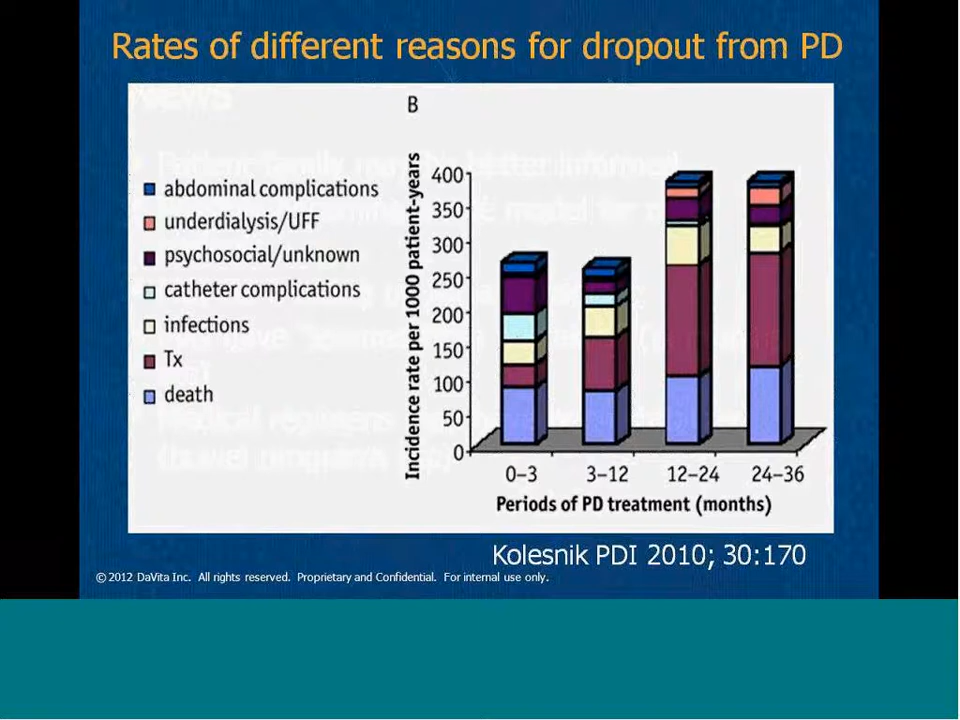 Rates of different reasons for dropout from PD
B
abdominal complications
underdialysis/UFF
psychosocial/unknown
catheter complications
infections
Tx
death
Incidence rate per 1000 patient-years
400
350
300
250
200
150
100
50
0
0–3 3–12 12–24 24–36
Periods of PD treatment (months)
Kolesnik PDI 2010; 30:170
© 2012 DaVita Inc. All rights reserved. Proprietary and Confidential. For internal use only.